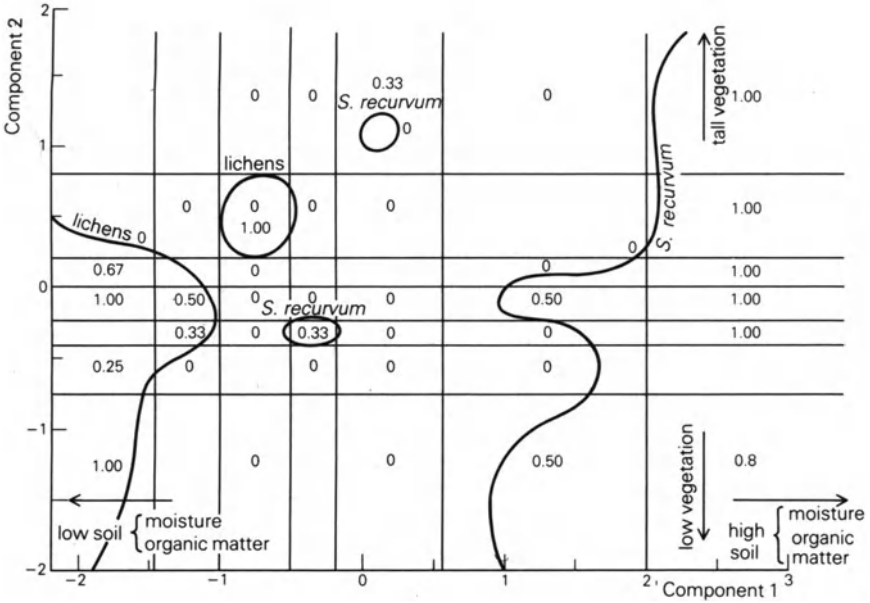 2
Component 2
0.33
S. recurvum
0 0 0 0 1.00
tall vegetation
1
lichens
0 0 0 0 1.00
1.00
S. recurvum
lichens 0 0
0.67 0 0 1.00
0
1.00 0.50 0 0 0 0.50 1.00
S. recurvum
0.33 0 0.33 0 0 1.00
0.25 0 0 0 0 0
−1
low vegetation
1.00 0 0 0.50 0.8
low soil { moisture
organic matter
high soil { moisture
organic
matter
−2
−2 −1 0 1 2 3
Component 1